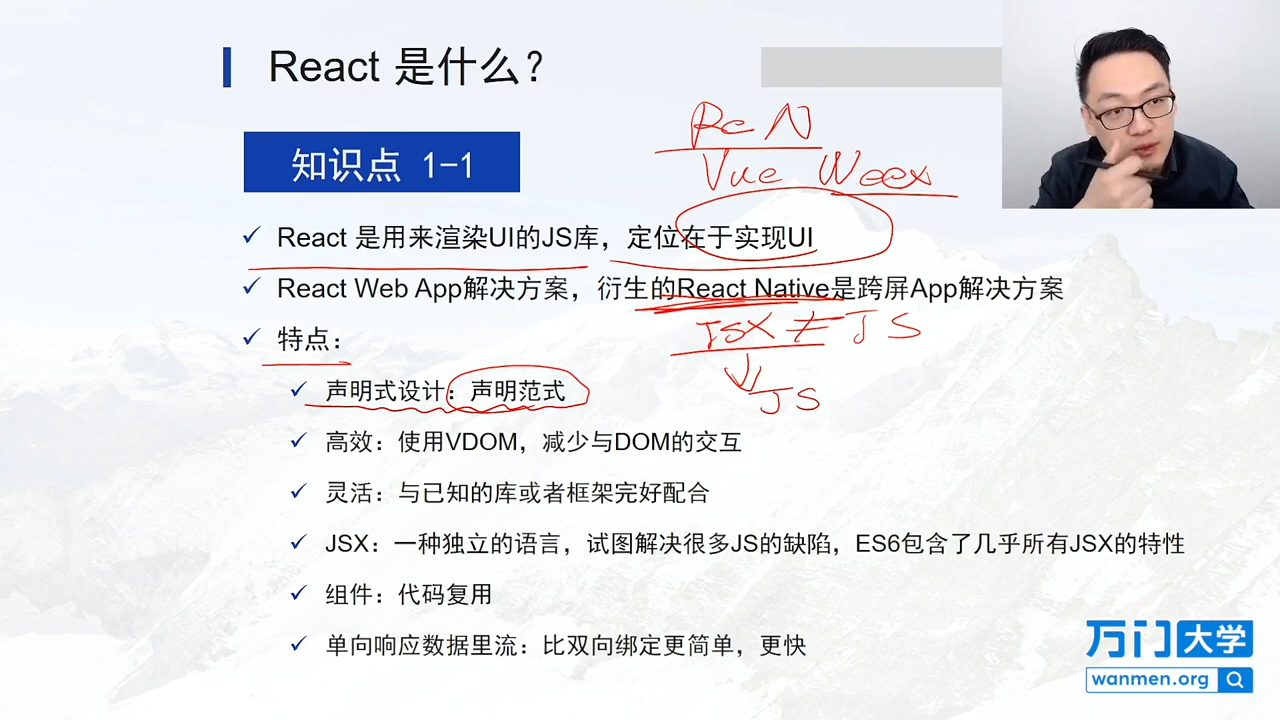 React 是什么？
知识点 1-1
Re N
Vue Weex
React 是用来渲染UI的JS库，定位在于实现UI
React Web App解决方案，衍生的React Native是跨屏App解决方案
特点：
JSX ≠ JS
JS
声明式设计：声明范式
高效：使用VDOM，减少与DOM的交互
灵活：与已知的库或者框架完好配合
JSX：一种独立的语言，试图解决很多JS的缺陷，ES6包含了几乎所有JSX的特性
组件：代码复用
单向响应数据里流：比双向绑定更简单，更快
万门大学
wanmen.org